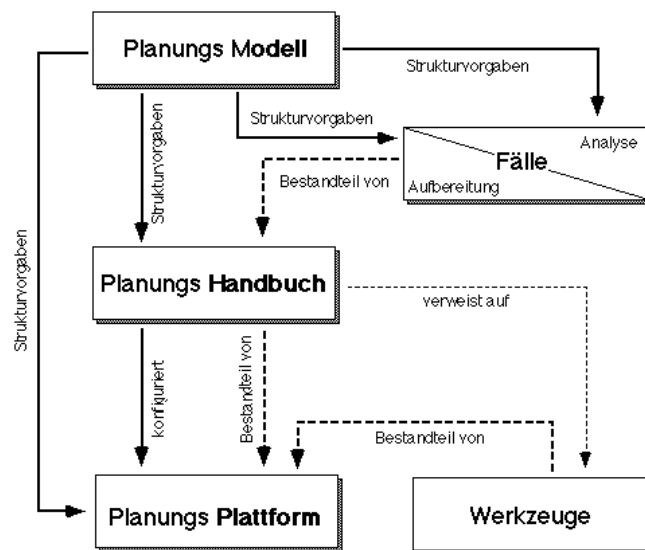 Planungs Modell
Strukturvorgaben
Strukturvorgaben
Analyse
Fälle
Aufbereitung
Bestandteil von
Strukturvorgaben
Strukturvorgaben
Planungs Handbuch
verweist auf
konfiguriert
Bestandteil von
Bestandteil von
Planungs Plattform
Werkzeuge